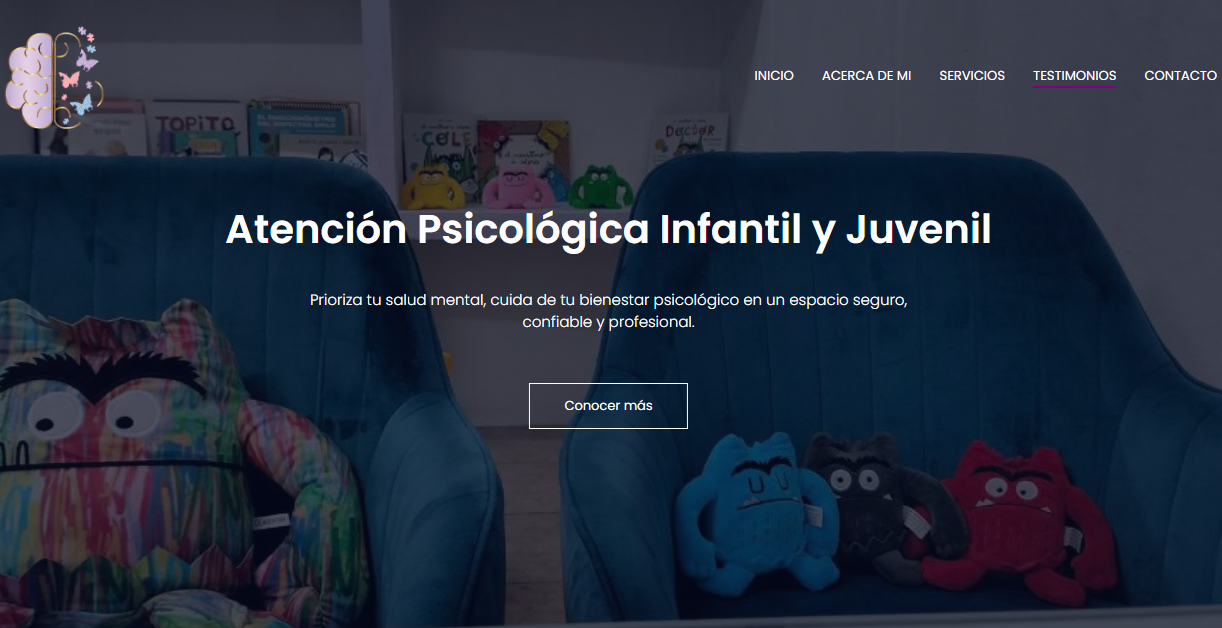 INICIO ACERCA DE MI SERVICIOS TESTIMONIOS CONTACTO
TOPITO
COLE
DOCTOR
Atención Psicológica Infantil y Juvenil
Prioriza tu salud mental, cuida de tu bienestar psicológico en un espacio seguro,
confiable y profesional.
Conocer más